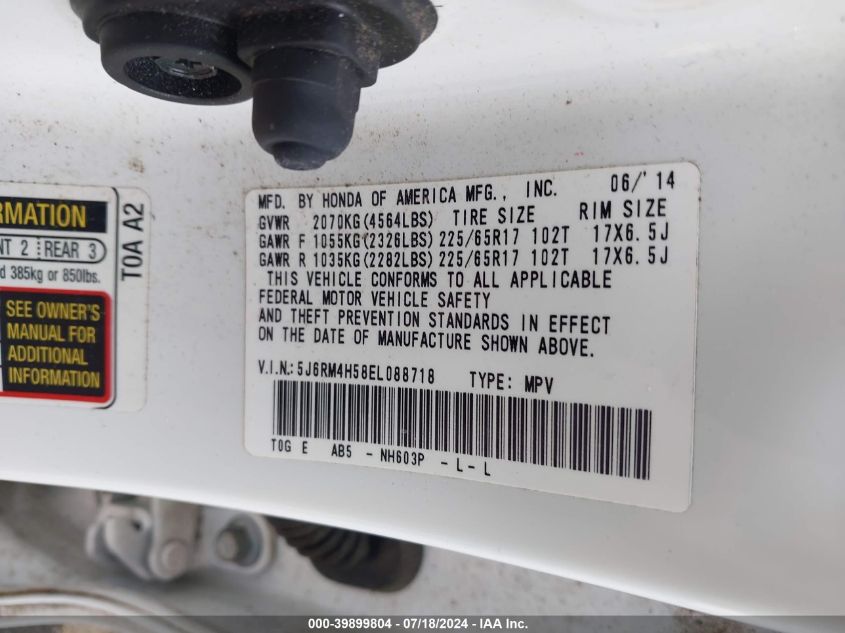 RMATION
NT 2 REAR 3
d 385kg or 850lbs.
SEE OWNER'S
MANUAL FOR
ADDITIONAL
INFORMATION
T0A A2
MFD. BY HONDA OF AMERICA MFG., INC. 06/'14
GVWR 2070KG(4564LBS) TIRE SIZE RIM SIZE
GAWR F 1055KG(2326LBS) 225/65R17 102T 17X6.5J
GAWR R 1035KG(2282LBS) 225/65R17 102T 17X6.5J
THIS VEHICLE CONFORMS TO ALL APPLICABLE
FEDERAL MOTOR VEHICLE SAFETY
AND THEFT PREVENTION STANDARDS IN EFFECT
ON THE DATE OF MANUFACTURE SHOWN ABOVE.
V.I.N.: 5J6RM4H58EL088718 TYPE: MPV
T0G E AB5 - NH603P - L - L
000-39899804 - 07/18/2024 - IAA Inc.